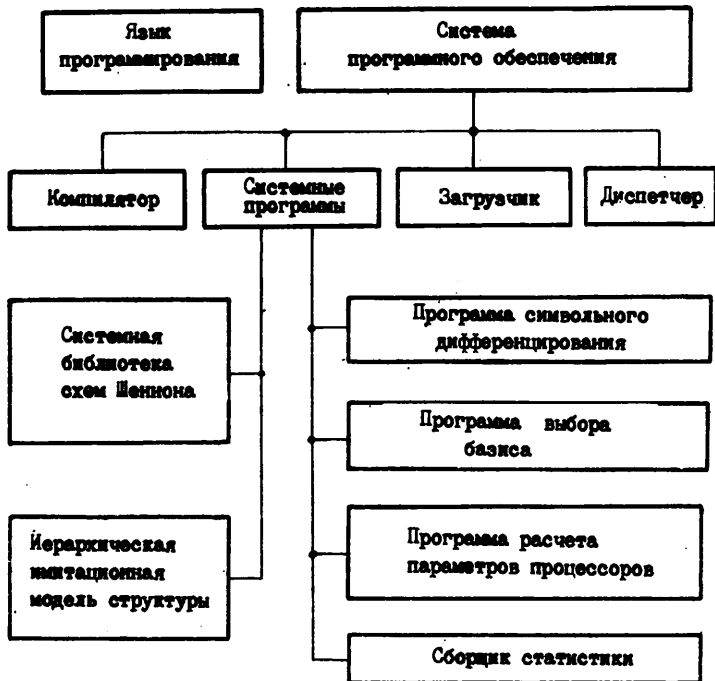 Язык
программирования
Система
программного обеспечения
Компилятор
Системные
программы
Загрузчик
Диспетчер
Системная
библиотека
схем Шеннона
Иерархическая
имитационная
модель структуры
Программа символьного
дифференцирования
Программа выбора
базиса
Программа расчета
параметров процессоров
Сборщик статистики